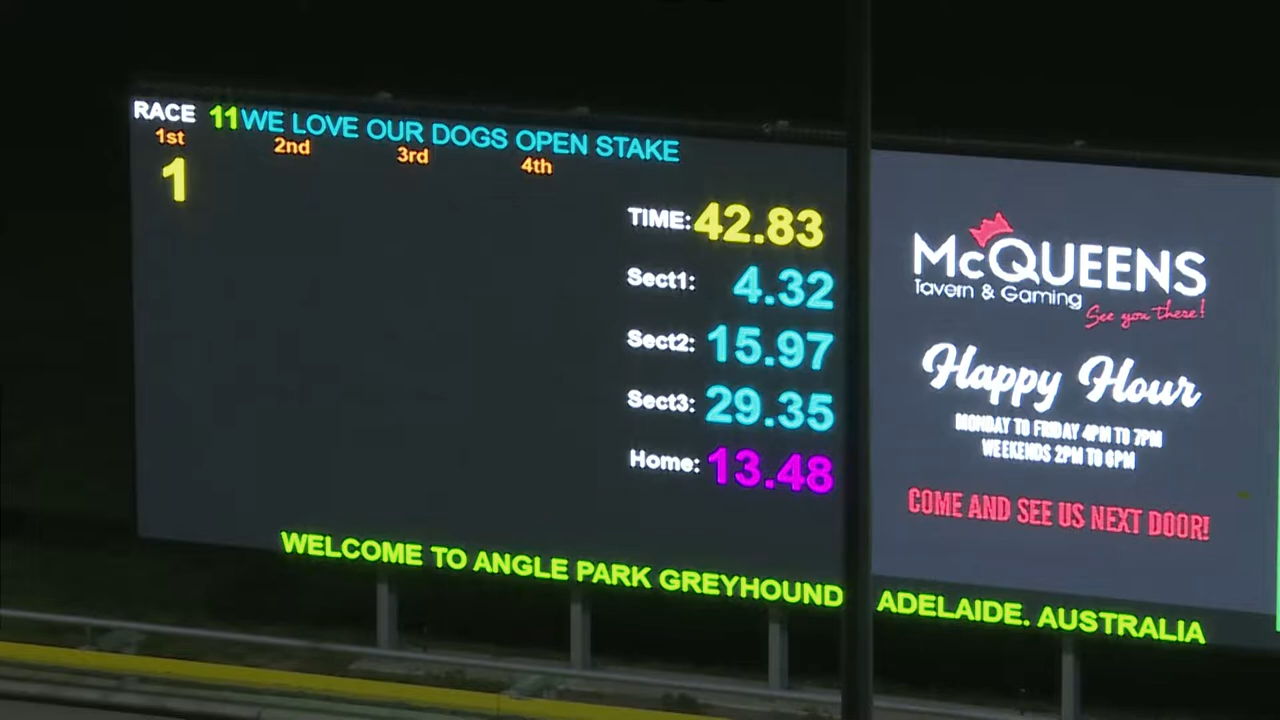 RACE 11 WE LOVE OUR DOGS OPEN STAKE
1st 2nd 3rd 4th
1
TIME: 42.83
Sect1: 4.32
Sect2: 15.97
Sect3: 29.35
Home: 13.48
WELCOME TO ANGLE PARK GREYHOUND ADELAIDE. AUSTRALIA
McQUEENS
Tavern & Gaming
See you there!
Happy Hour
MONDAY TO FRIDAY 4PM TO 7PM
WEEKENDS 2PM TO 6PM
COME AND SEE US NEXT DOOR!